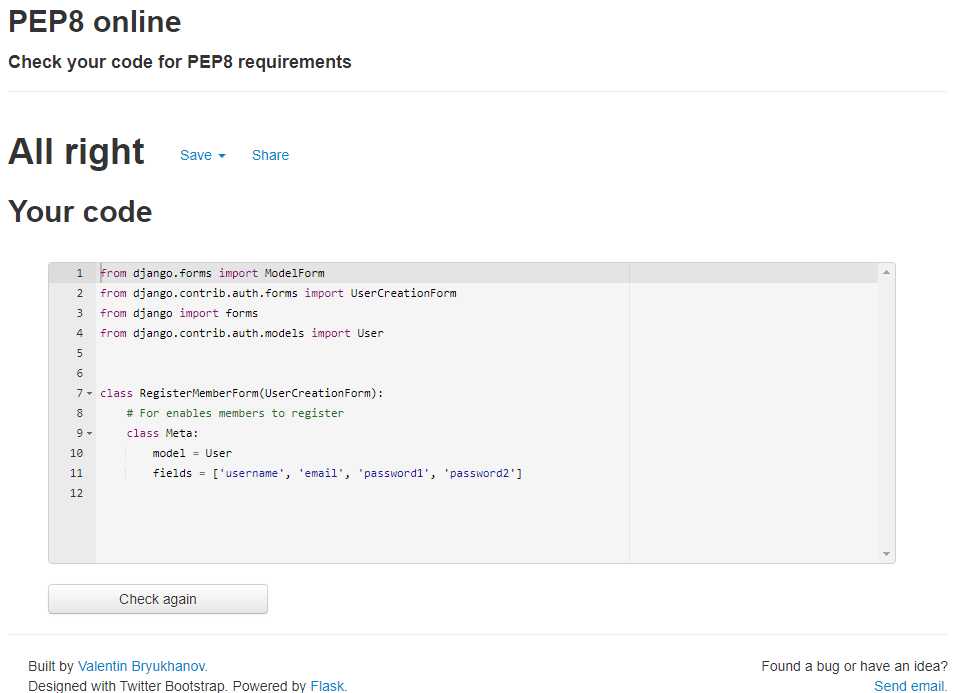 PEP8 online
Check your code for PEP8 requirements
All right Save Share
Your code
1 from django.forms import ModelForm
2 from django.contrib.auth.forms import UserCreationForm
3 from django import forms
4 from django.contrib.auth.models import User
5
6
7 class RegisterMemberForm(UserCreationForm):
8 # For enables members to register
9 class Meta:
10 model = User
11 fields = ['username', 'email', 'password1', 'password2']
12
Check again
Built by Valentin Bryukhanov. Found a bug or have an idea?
Designed with Twitter Bootstrap. Powered by Flask. Send email.